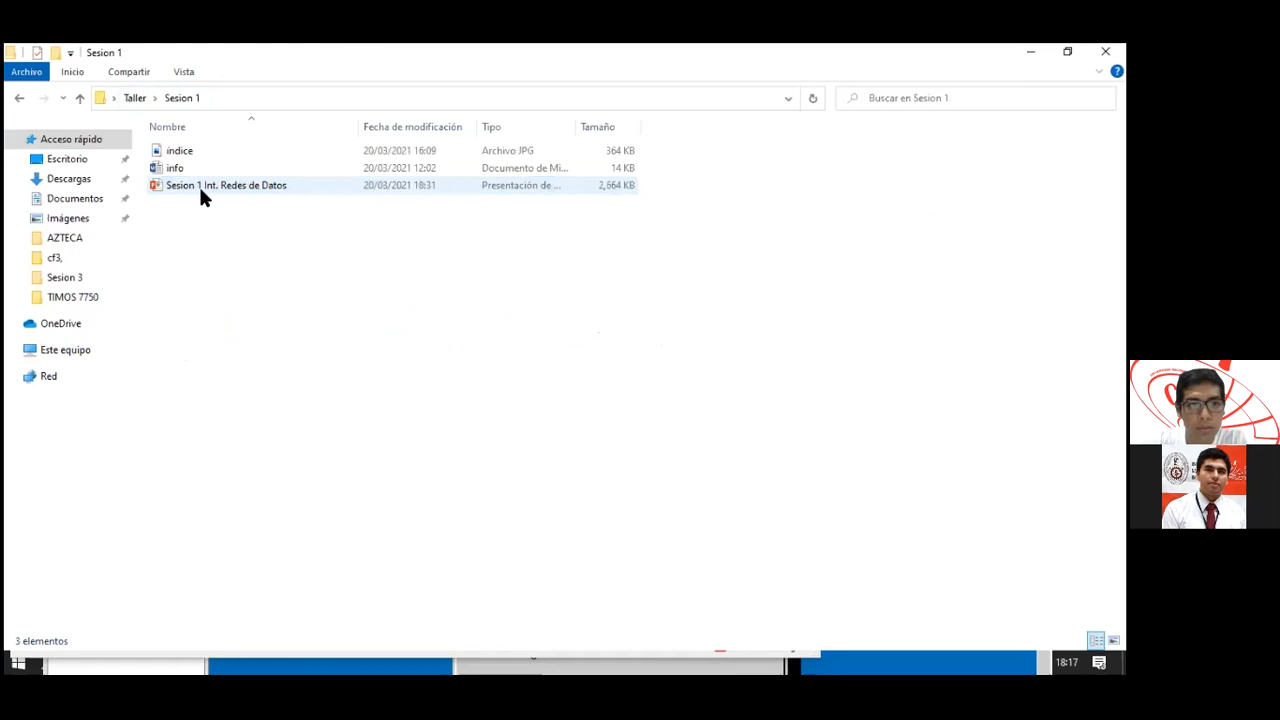 Sesion 1
Archivo Inicio Compartir Vista
Taller Sesion 1
Buscar en Sesion 1
Nombre Fecha de modificación Tipo Tamaño
índice 20/03/2021 16:09 Archivo JPG 364 KB
info 20/03/2021 12:02 Documento de Mi... 14 KB
Sesion 1 Int. Redes de Datos 20/03/2021 18:31 Presentación de ... 2,664 KB
Acceso rápido
Escritorio
Descargas
Documentos
Imágenes
AZTECA
cf3,
Sesion 3
TIMOS 7750
OneDrive
Este equipo
Red
3 elementos
18:17